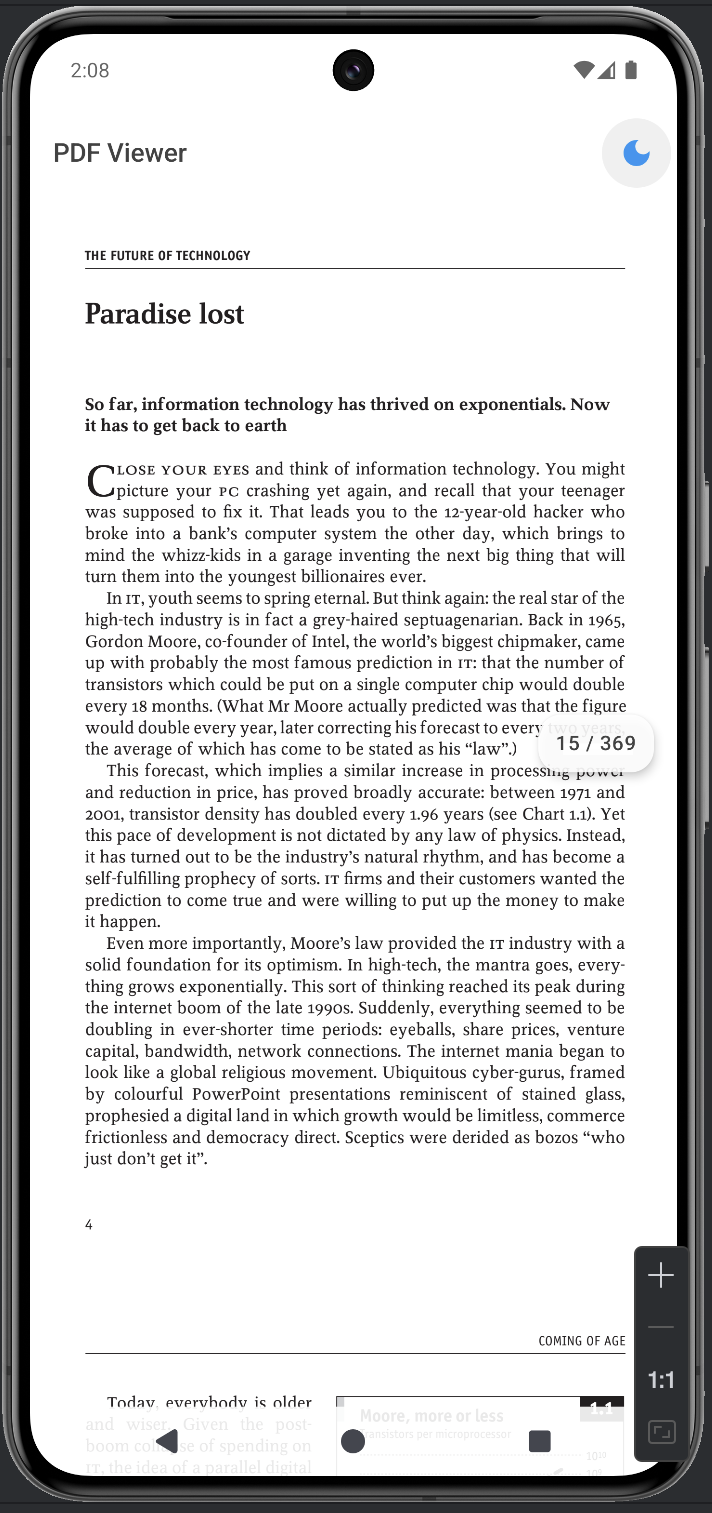 2:08
PDF Viewer
THE FUTURE OF TECHNOLOGY
Paradise lost
So far, information technology has thrived on exponentials. Now
it has to get back to earth
CLOSE YOUR EYES and think of information technology. You might
picture your PC crashing yet again, and recall that your teenager
was supposed to fix it. That leads you to the 12-year-old hacker who
broke into a bank's computer system the other day, which brings to
mind the whizz-kids in a garage inventing the next big thing that will
turn them into the youngest billionaires ever.
In IT, youth seems to spring eternal. But think again: the real star of the
high-tech industry is in fact a grey-haired septuagenarian. Back in 1965,
Gordon Moore, co-founder of Intel, the world's biggest chipmaker, came
up with probably the most famous prediction in IT: that the number of
transistors which could be put on a single computer chip would double
every 18 months. (What Mr Moore actually predicted was that the figure
would double every year, later correcting his forecast to every two years,
the average of which has come to be stated as his “law”.)
15 / 369
This forecast, which implies a similar increase in processing power
and reduction in price, has proved broadly accurate: between 1971 and
2001, transistor density has doubled every 1.96 years (see Chart 1.1). Yet
this pace of development is not dictated by any law of physics. Instead,
it has turned out to be the industry's natural rhythm, and has become a
self-fulfilling prophecy of sorts. IT firms and their customers wanted the
prediction to come true and were willing to put up the money to make
it happen.
Even more importantly, Moore's law provided the IT industry with a
solid foundation for its optimism. In high-tech, the mantra goes, every-
thing grows exponentially. This sort of thinking reached its peak during
the internet boom of the late 1990s. Suddenly, everything seemed to be
doubling in ever-shorter time periods: eyeballs, share prices, venture
capital, bandwidth, network connections. The internet mania began to
look like a global religious movement. Ubiquitous cyber-gurus, framed
by colourful PowerPoint presentations reminiscent of stained glass,
prophesied a digital land in which growth would be limitless, commerce
frictionless and democracy direct. Sceptics were derided as bozos “who
just don't get it”.
4
COMING OF AGE
1:1
Today, everybody is older
and wiser. Given the post-
boom collapse of spending on
IT, the idea of a parallel digital
1.1
Moore, more or less
transistors per microprocessor
10¹⁰